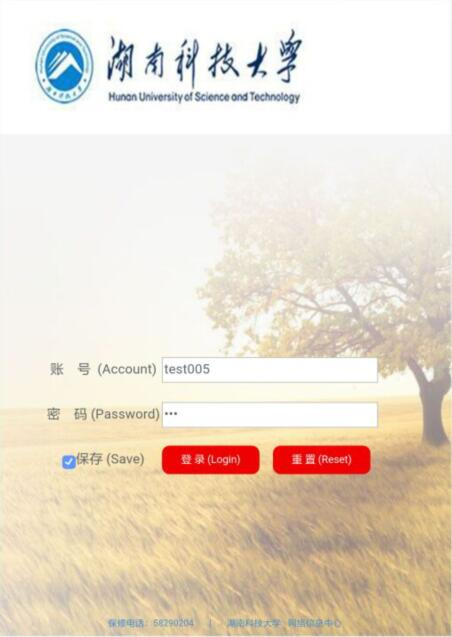 湖南科技大学
Hunan University of Science and Technology
账 号 (Account) test005
密 码 (Password) •••
保存 (Save) 登 录 (Login) 重 置 (Reset)
保修电话：58290204 | 湖南科技大学 网络信息中心